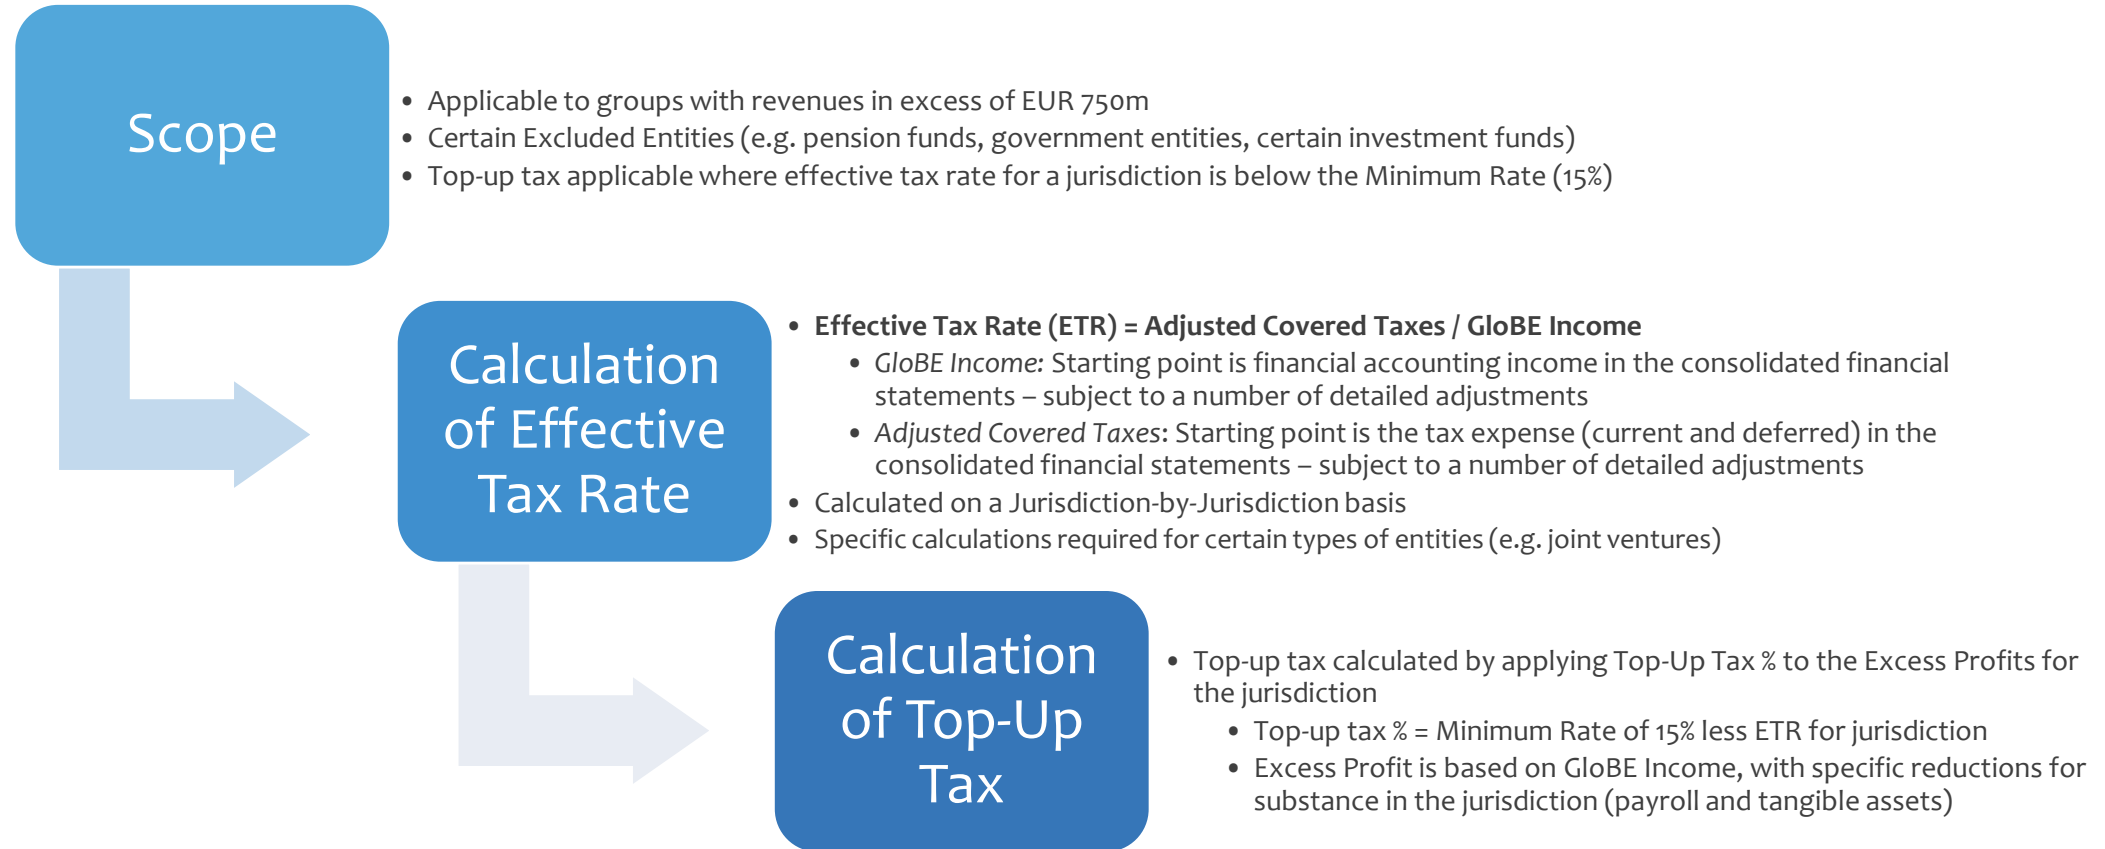 Scope
• Applicable to groups with revenues in excess of EUR 750m
• Certain Excluded Entities (e.g. pension funds, government entities, certain investment funds)
• Top-up tax applicable where effective tax rate for a jurisdiction is below the Minimum Rate (15%)
Calculation
of Effective
Tax Rate
• Effective Tax Rate (ETR) = Adjusted Covered Taxes / GloBE Income
• GloBE Income: Starting point is financial accounting income in the consolidated financial
statements – subject to a number of detailed adjustments
• Adjusted Covered Taxes: Starting point is the tax expense (current and deferred) in the
consolidated financial statements – subject to a number of detailed adjustments
• Calculated on a Jurisdiction-by-Jurisdiction basis
• Specific calculations required for certain types of entities (e.g. joint ventures)
Calculation
of Top-Up
Tax
• Top-up tax calculated by applying Top-Up Tax % to the Excess Profits for
the jurisdiction
• Top-up tax % = Minimum Rate of 15% less ETR for jurisdiction
• Excess Profit is based on GloBE Income, with specific reductions for
substance in the jurisdiction (payroll and tangible assets)